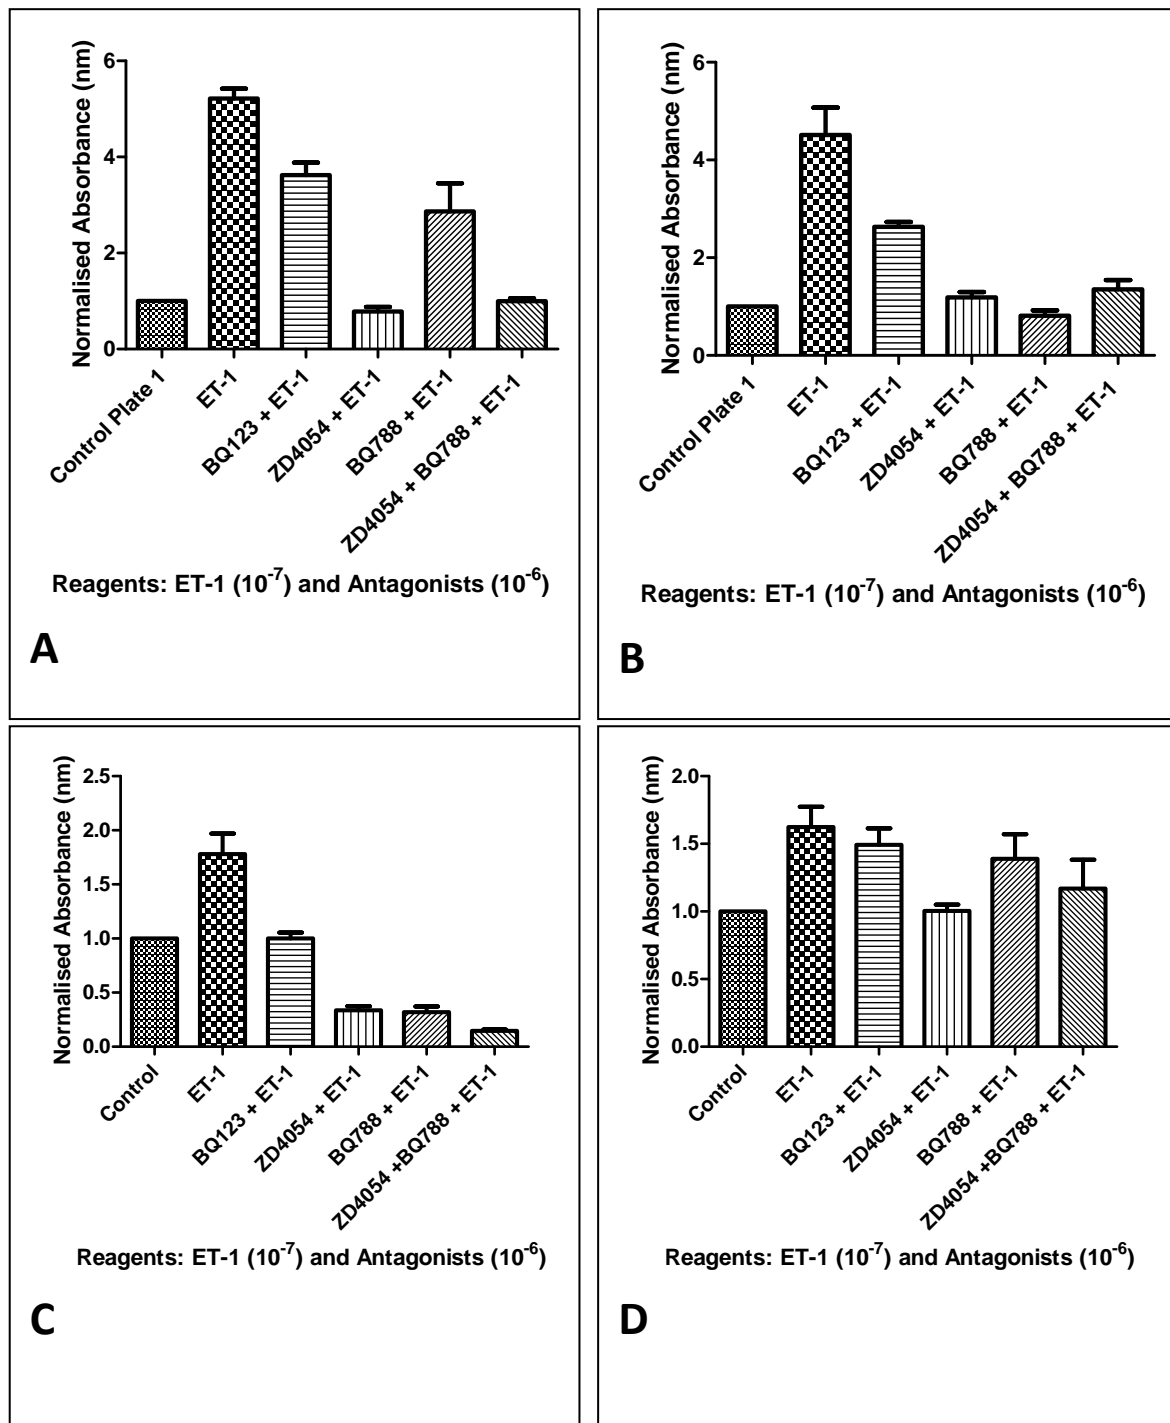 Normalised Absorbance (nm)
6
4
2
0
Control Plate 1
ET-1
BQ123 + ET-1
ZD4054 + ET-1
BQ788 + ET-1
ZD4054 + BQ788 + ET-1
Reagents: ET-1 (10-7) and Antagonists (10-6)
A
Normalised Absorbance (nm)
6
4
2
0
Control Plate 1
ET-1
BQ123 + ET-1
ZD4054 + ET-1
BQ788 + ET-1
ZD4054 + BQ788 + ET-1
Reagents: ET-1 (10-7) and Antagonists (10-6)
B
Normalised Absorbance (nm)
2.5
2.0
1.5
1.0
0.5
0.0
Control
ET-1
BQ123 + ET-1
ZD4054 + ET-1
BQ788 + ET-1
ZD4054 +BQ788 + ET-1
Reagents: ET-1 (10-7) and Antagonists (10-6)
C
Normalised Absorbance (nm)
2.0
1.5
1.0
0.5
0.0
Control
ET-1
BQ123 + ET-1
ZD4054 + ET-1
BQ788 + ET-1
ZD4054 +BQ788 + ET-1
Reagents: ET-1 (10-7) and Antagonists (10-6)
D